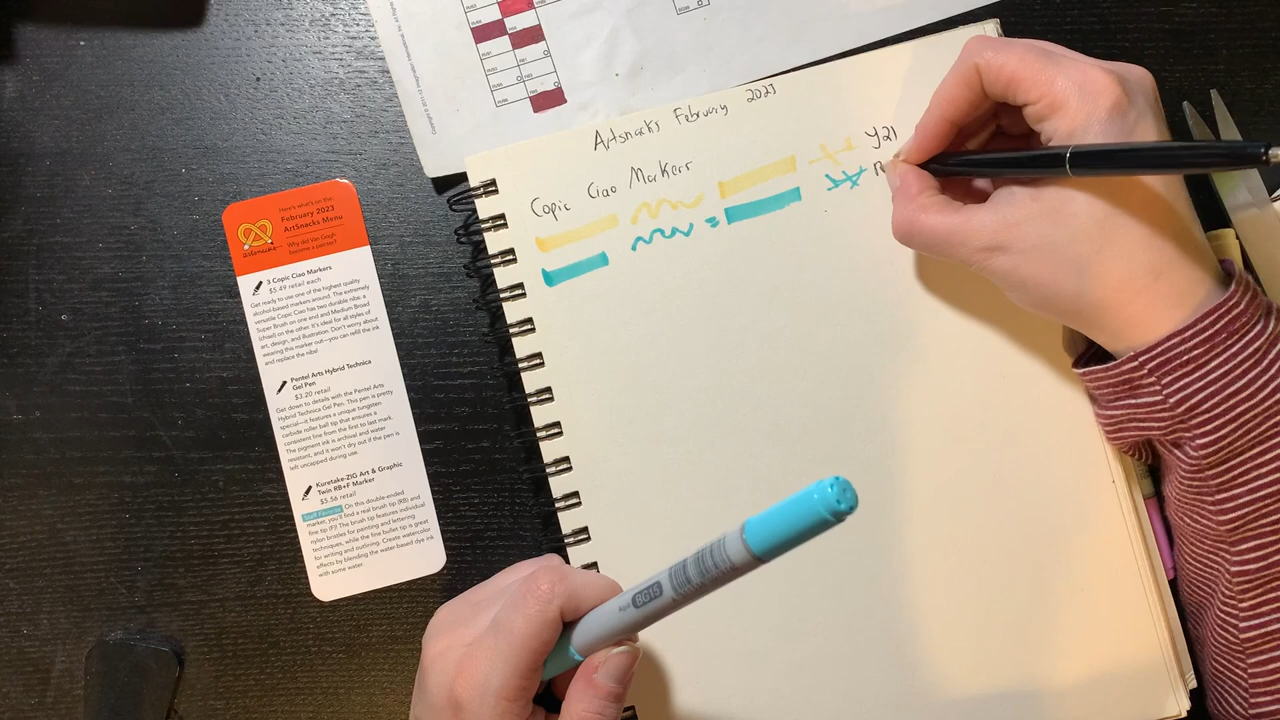 Copyright © 2011-12 Imagination International, Inc.
Artsnacks February 2023
Copic Ciao Markers
Y21
Here's what's on the:
February 2023
ArtSnacks Menu
Why did Van Gogh
become a painter?
artsnacks
3 Copic Ciao Markers
$5.49 retail each
Get ready to use one of the highest quality
alcohol-based markers around. The extremely
versatile Copic Ciao has two durable nibs: a
Super Brush on one end and Medium Broad
(chisel) on the other. It's ideal for all styles of
art, design, and illustration. Don't worry about
wearing this marker out—you can refill the ink
and replace the nibs!
Pentel Arts Hybrid Technica
Gel Pen
$3.20 retail
Get down to details with the Pentel Arts
Hybrid Technica Gel Pen. This pen is pretty
special—it features a unique tungsten
carbide roller ball tip that ensures a
consistent line from the first to last mark.
The pigment ink is archival and water
resistant, and it won't dry out if the pen is
left uncapped during use.
Kuretake-ZIG Art & Graphic
Twin RB+F Marker
$5.56 retail
Staff Favorite On this double-ended
marker, you'll find a real brush tip (RB) and
fine tip (F)! The brush tip features individual
nylon bristles for painting and lettering
techniques, while the fine bullet tip is great
for writing and outlining. Create watercolor
effects by blending the water-based dye ink
with some water.
Aqua BG15